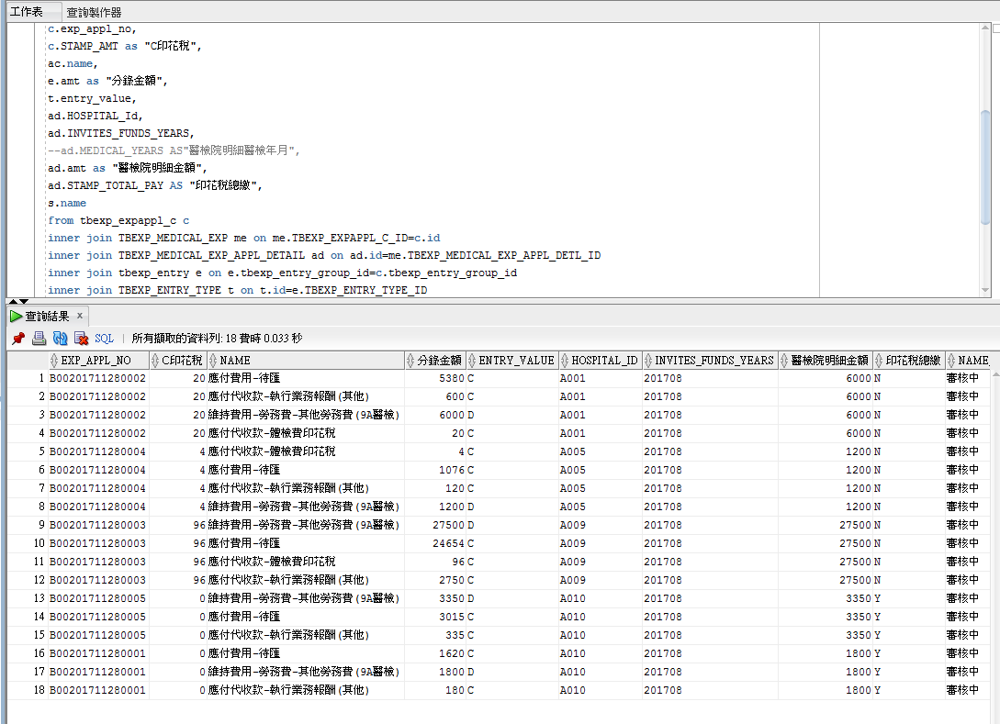 工作表 查詢製作器
c.exp_appl_no,
c.STAMP_AMT as "C印花稅",
ac.name,
e.amt as "分錄金額",
t.entry_value,
ad.HOSPITAL_Id,
ad.INVITES_FUNDS_YEARS,
--ad.MEDICAL_YEARS AS"醫檢院明細醫檢年月",
ad.amt as "醫檢院明細金額",
ad.STAMP_TOTAL_PAY AS "印花稅總繳",
s.name
from tbexp_expappl_c c
inner join TBEXP_MEDICAL_EXP me on me.TBEXP_EXPAPPL_C_ID=c.id
inner join TBEXP_MEDICAL_EXP_APPL_DETAIL ad on ad.id=me.TBEXP_MEDICAL_EXP_APPL_DETL_ID
inner join tbexp_entry e on e.tbexp_entry_group_id=c.tbexp_entry_group_id
inner join TBEXP_ENTRY_TYPE t on t.id=e.TBEXP_ENTRY_TYPE_ID
查詢結果 x
SQL | 所有擷取的資料列: 18 費時 0.033 秒
EXP_APPL_NO C印花稅 NAME 分錄金額 ENTRY_VALUE HOSPITAL_ID INVITES_FUNDS_YEARS 醫檢院明細金額 印花稅總繳 NAME_
1 B00201711280002 20 應付費用-待匯 5380 C A001 201708 6000 N 審核中
2 B00201711280002 20 應付代收款-執行業務報酬(其他) 600 C A001 201708 6000 N 審核中
3 B00201711280002 20 維持費用-勞務費-其他勞務費(9A醫檢) 6000 D A001 201708 6000 N 審核中
4 B00201711280002 20 應付代收款-體檢費印花稅 20 C A001 201708 6000 N 審核中
5 B00201711280004 4 應付代收款-體檢費印花稅 4 C A005 201708 1200 N 審核中
6 B00201711280004 4 應付費用-待匯 1076 C A005 201708 1200 N 審核中
7 B00201711280004 4 應付代收款-執行業務報酬(其他) 120 C A005 201708 1200 N 審核中
8 B00201711280004 4 維持費用-勞務費-其他勞務費(9A醫檢) 1200 D A005 201708 1200 N 審核中
9 B00201711280003 96 維持費用-勞務費-其他勞務費(9A醫檢) 27500 D A009 201708 27500 N 審核中
10 B00201711280003 96 應付費用-待匯 24654 C A009 201708 27500 N 審核中
11 B00201711280003 96 應付代收款-體檢費印花稅 96 C A009 201708 27500 N 審核中
12 B00201711280003 96 應付代收款-執行業務報酬(其他) 2750 C A009 201708 27500 N 審核中
13 B00201711280005 0 維持費用-勞務費-其他勞務費(9A醫檢) 3350 D A010 201708 3350 Y 審核中
14 B00201711280005 0 應付費用-待匯 3015 C A010 201708 3350 Y 審核中
15 B00201711280005 0 應付代收款-執行業務報酬(其他) 335 C A010 201708 3350 Y 審核中
16 B00201711280001 0 應付費用-待匯 1620 C A010 201708 1800 Y 審核中
17 B00201711280001 0 維持費用-勞務費-其他勞務費(9A醫檢) 1800 D A010 201708 1800 Y 審核中
18 B00201711280001 0 應付代收款-執行業務報酬(其他) 180 C A010 201708 1800 Y 審核中